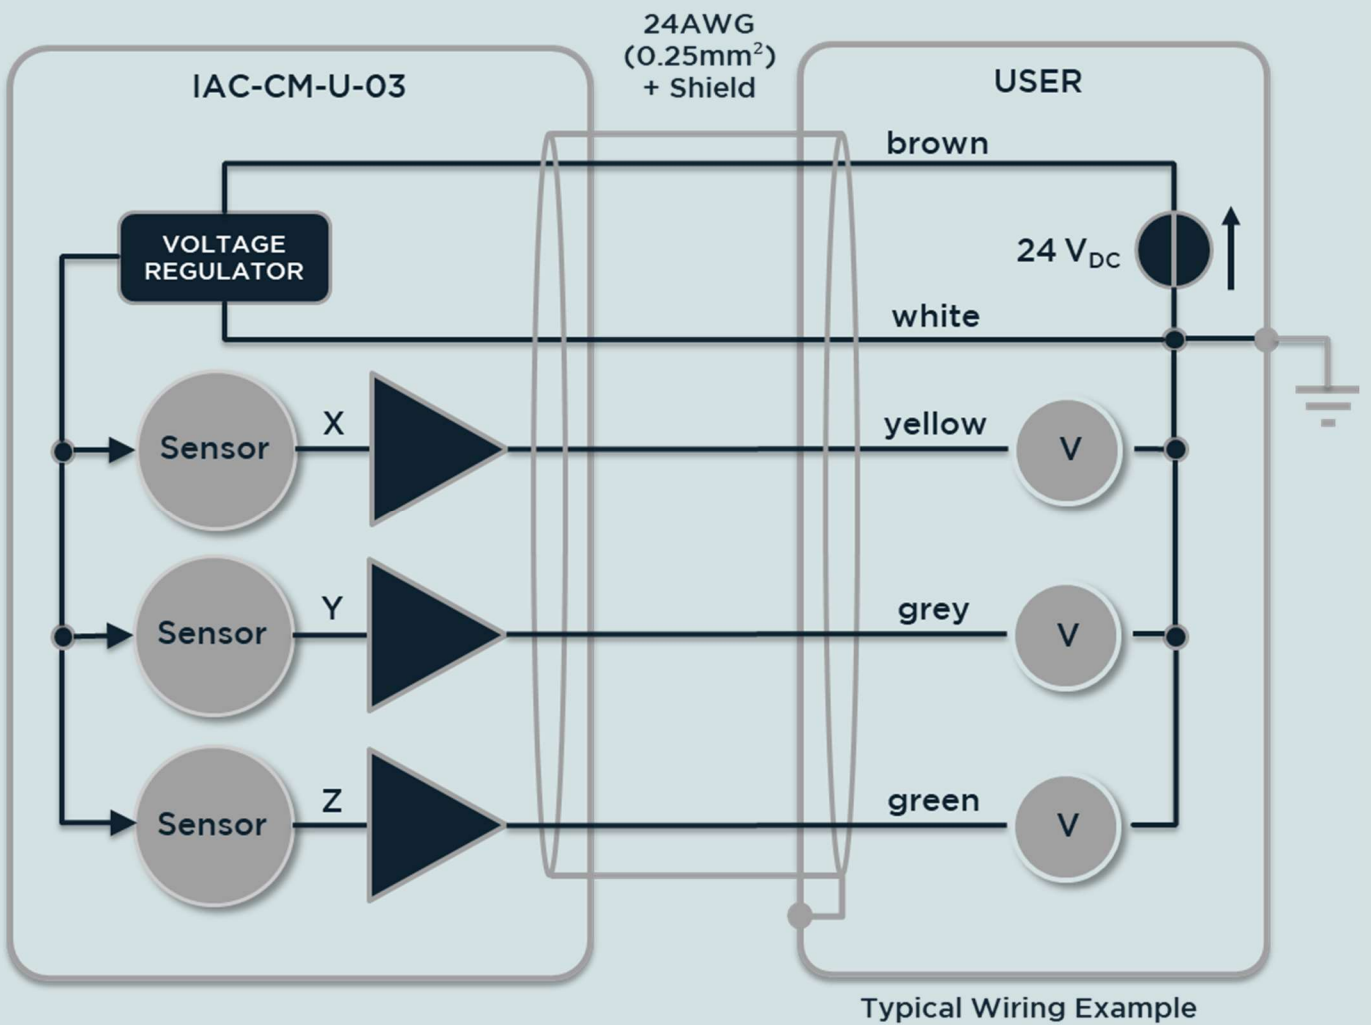 24AWG
(0.25mm²)
+ Shield
IAC-CM-U-03
USER
brown
VOLTAGE
REGULATOR
24 VDC
white
Sensor
X
yellow
V
Sensor
Y
grey
V
Sensor
Z
green
V
Typical Wiring Example